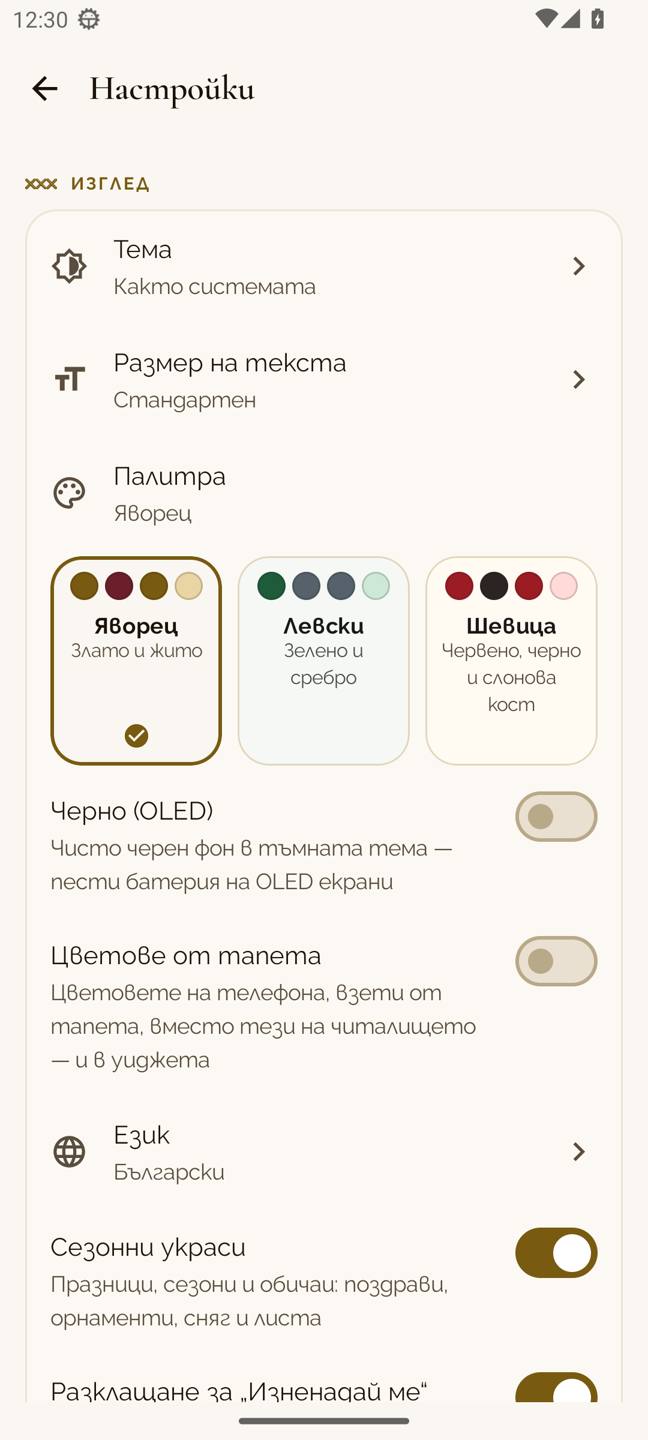 12:30
Настройки
ИЗГЛЕД
Тема
Както системата
Размер на текста
Стандартен
Палитра
Яворец
Яворец
Злато и жито
Левски
Зелено и
сребро
Шевица
Червено, черно
и слонова
кост
Черно (OLED)
Чисто черен фон в тъмната тема —
пести батерия на OLED екрани
Цветове от тапета
Цветовете на телефона, взети от
тапета, вместо тези на читалището
— и в уиджета
Език
Български
Сезонни украси
Празници, сезони и обичаи: поздрави,
орнаменти, сняг и листа
Разклащане за „Изненадай ме“